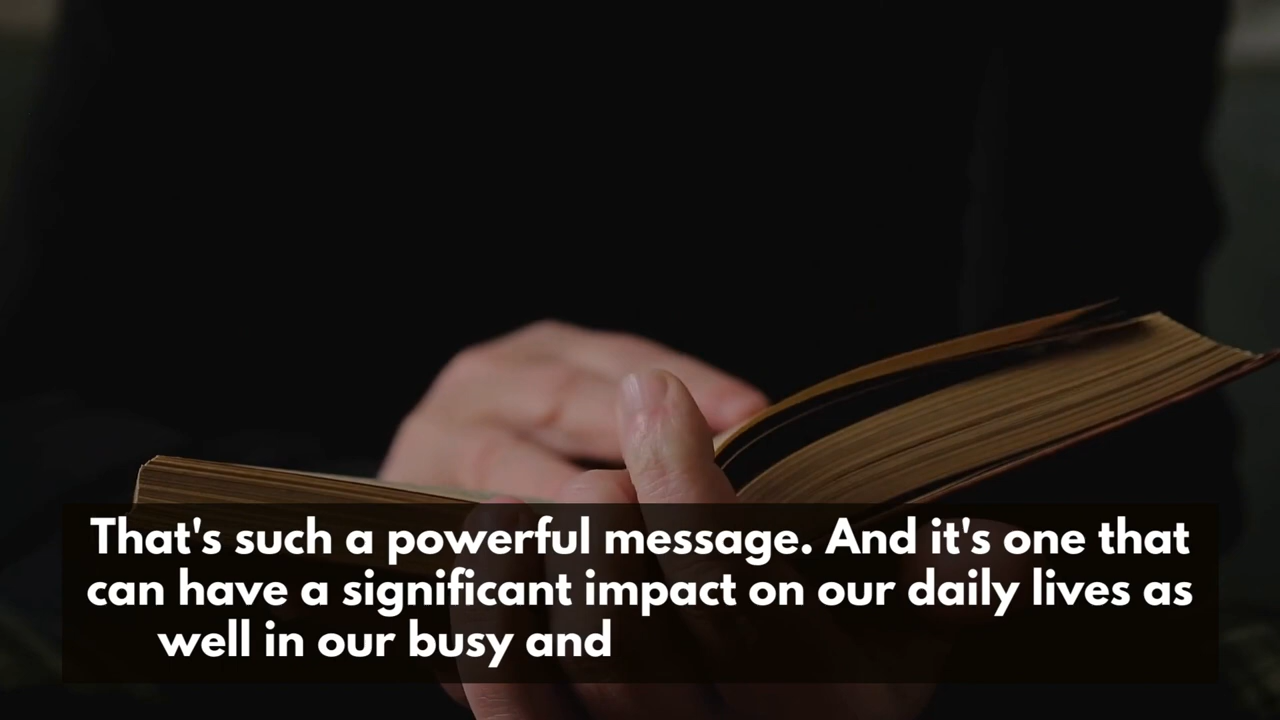 That's such a powerful message. And it's one that
can have a significant impact on our daily lives as
well in our busy and